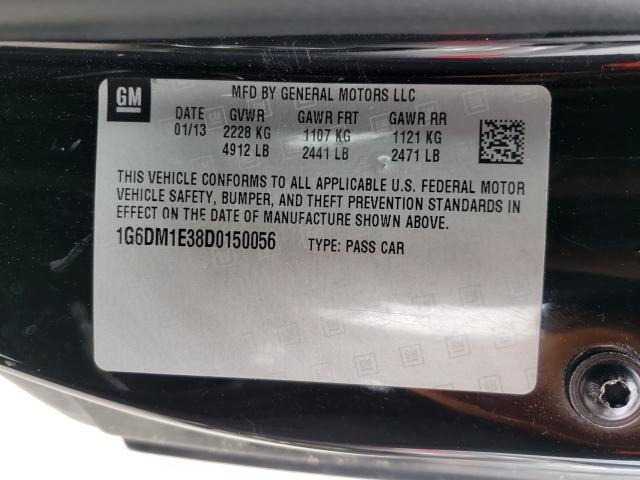 GM
MFD BY GENERAL MOTORS LLC
DATE GVWR GAWR FRT GAWR RR
01/13 2228 KG 1107 KG 1121 KG
4912 LB 2441 LB 2471 LB
THIS VEHICLE CONFORMS TO ALL APPLICABLE U.S. FEDERAL MOTOR
VEHICLE SAFETY, BUMPER, AND THEFT PREVENTION STANDARDS IN
EFFECT ON THE DATE OF MANUFACTURE SHOWN ABOVE.
1G6DM1E38D0150056 TYPE: PASS CAR